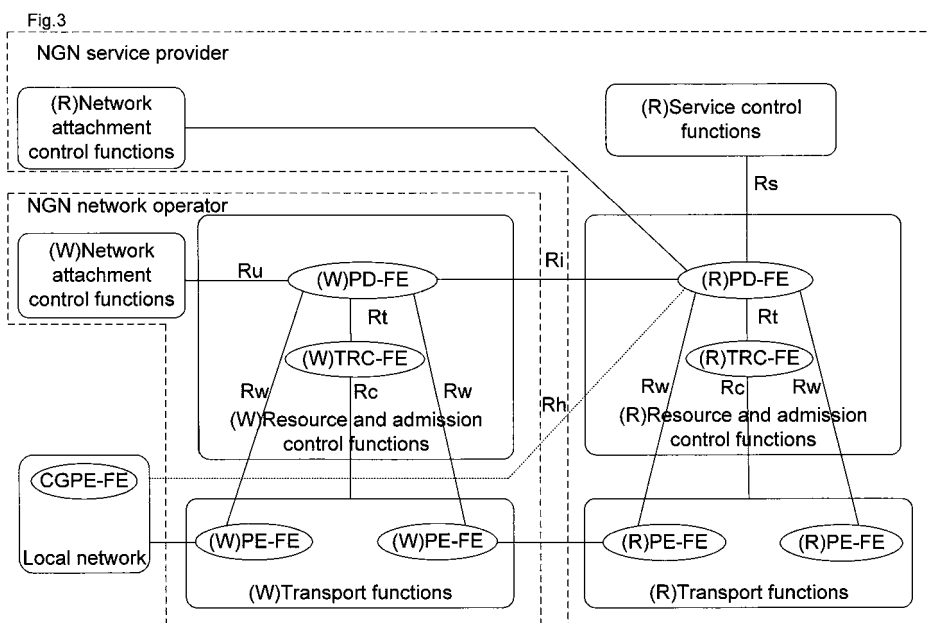 Fig.3
NGN service provider
(R)Network
attachment
control functions
(R)Service control
functions
Rs
NGN network operator
(W)Network
attachment
control functions
Ru
(W)PD-FE
Ri
(R)PD-FE
Rt
Rt
(W)TRC-FE
(R)TRC-FE
Rw
Rc
Rw
Rh
Rw
Rc
Rw
(W)Resource and admission
control functions
(R)Resource and admission
control functions
CGPE-FE
Local network
(W)PE-FE
(W)PE-FE
(R)PE-FE
(R)PE-FE
(W)Transport functions
(R)Transport functions